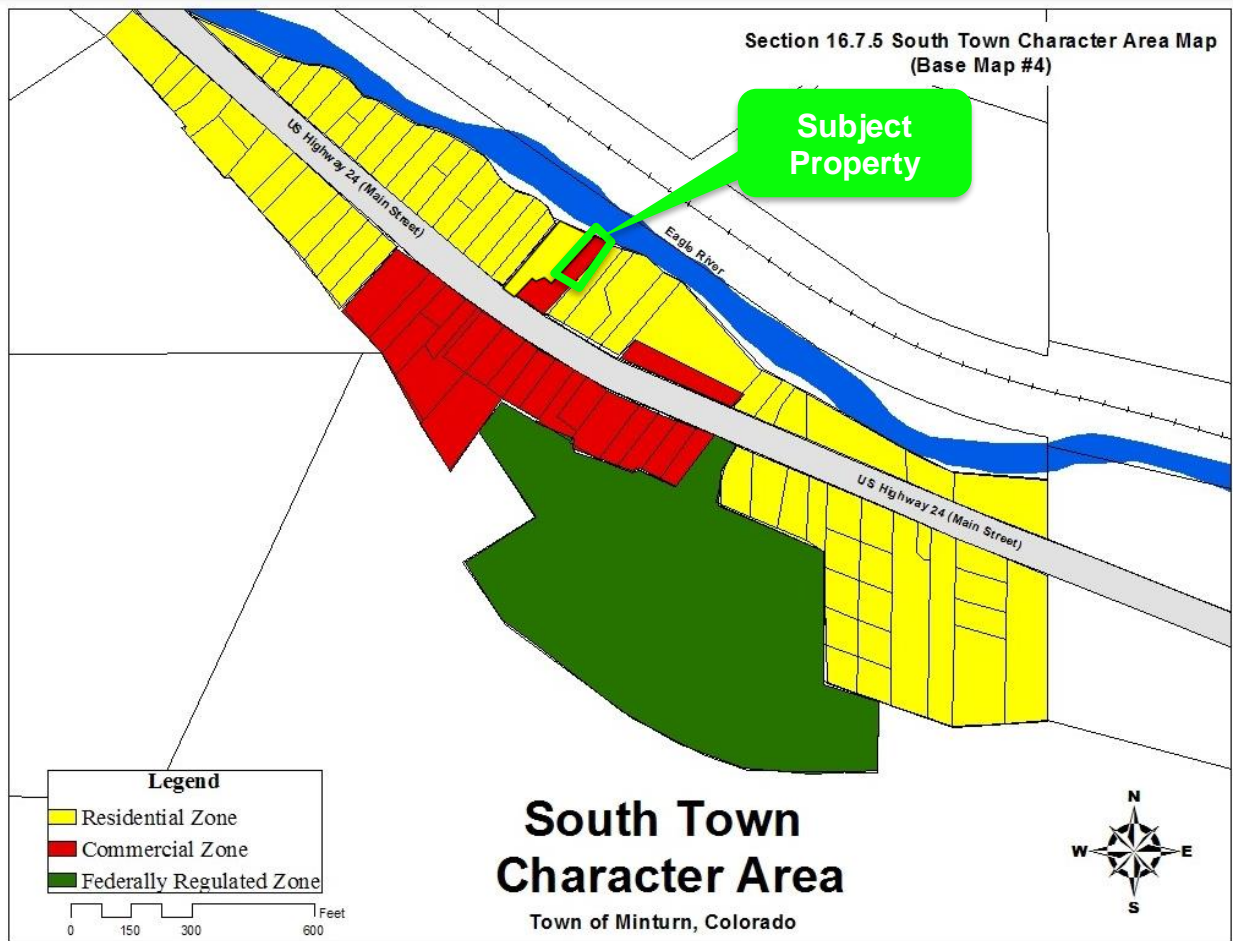 Section 16.7.5 South Town Character Area Map
(Base Map #4)
Subject
Property
US Highway 24 (Main Street)
Eagle River
US Highway 24 (Main Street)
Legend
Residential Zone
Commercial Zone
Federally Regulated Zone
Feet
0 150 300 600
South Town
Character Area
Town of Minturn, Colorado
N
W E
S